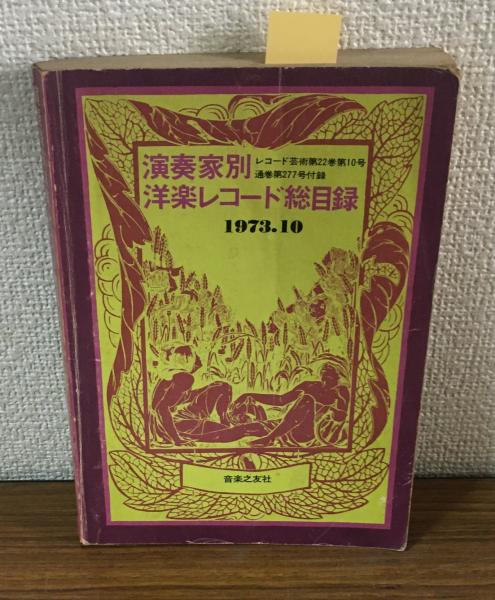 演奏家別
レコード芸術第22巻第10号
通巻第277号付録
洋楽レコード総目録
1973.10
音楽之友社